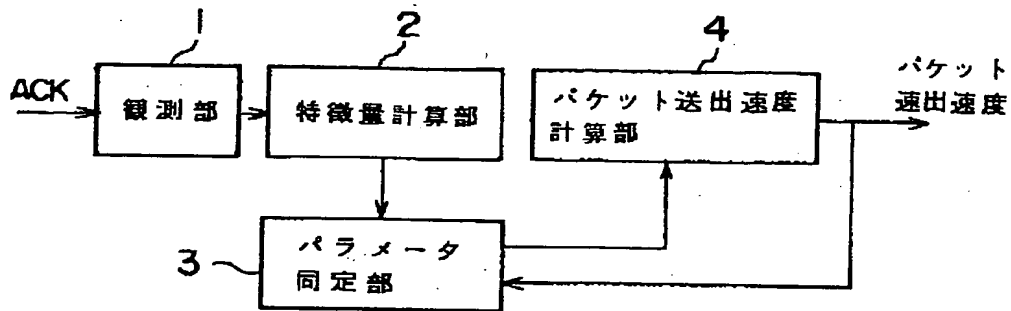 1
2
4
ACK
観測部
特徴量計算部
パケット送出速度
計算部
パケット
速出速度
3
パラメータ
同定部